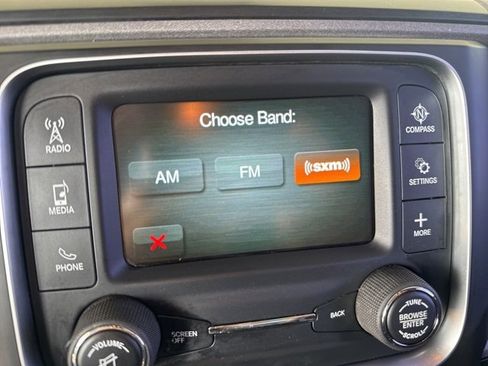 Choose Band:
RADIO
COMPASS
AM FM ((sxm))
MEDIA
SETTINGS
PHONE
MORE
VOLUME
SCREEN
OFF
BACK
TUNE
BROWSE
ENTER
SCROLL